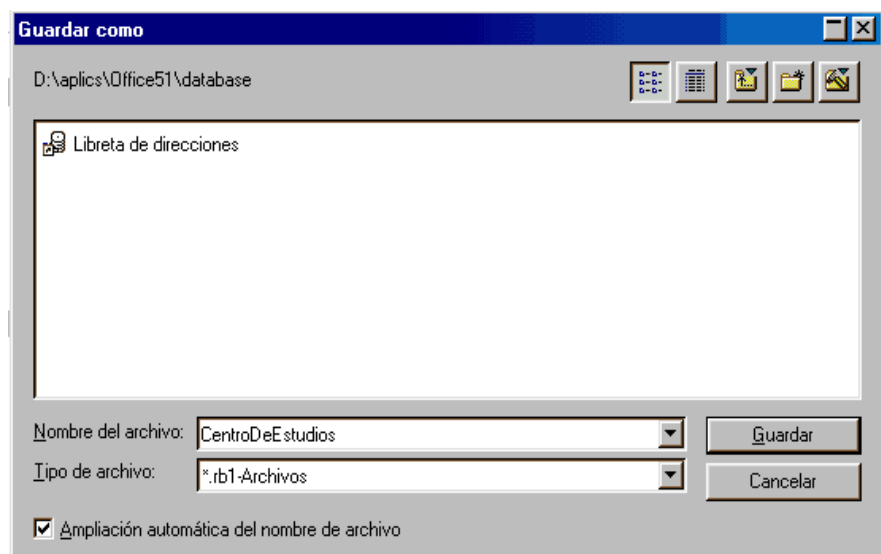 Guardar como
D:\aplics\Office51\database
Libreta de direcciones
Nombre del archivo: CentroDeEstudios Guardar
Tipo de archivo: *.rb1-Archivos Cancelar
Ampliación automática del nombre de archivo